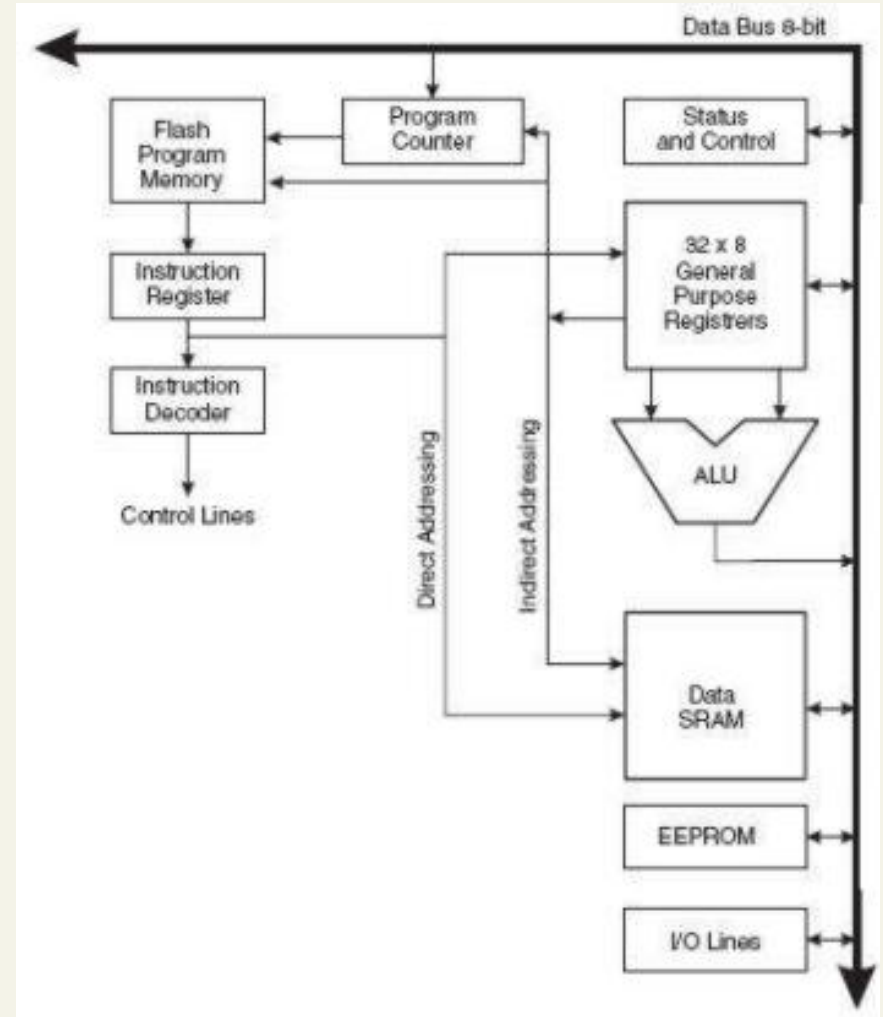 Data Bus 8-bit
Flash
Program
Memory
Program
Counter
Status
and Control
32 x 8
General
Purpose
Registrers
Instruction
Register
Instruction
Decoder
Control Lines
Direct Addressing
Indirect Addressing
ALU
Data
SRAM
EEPROM
I/O Lines